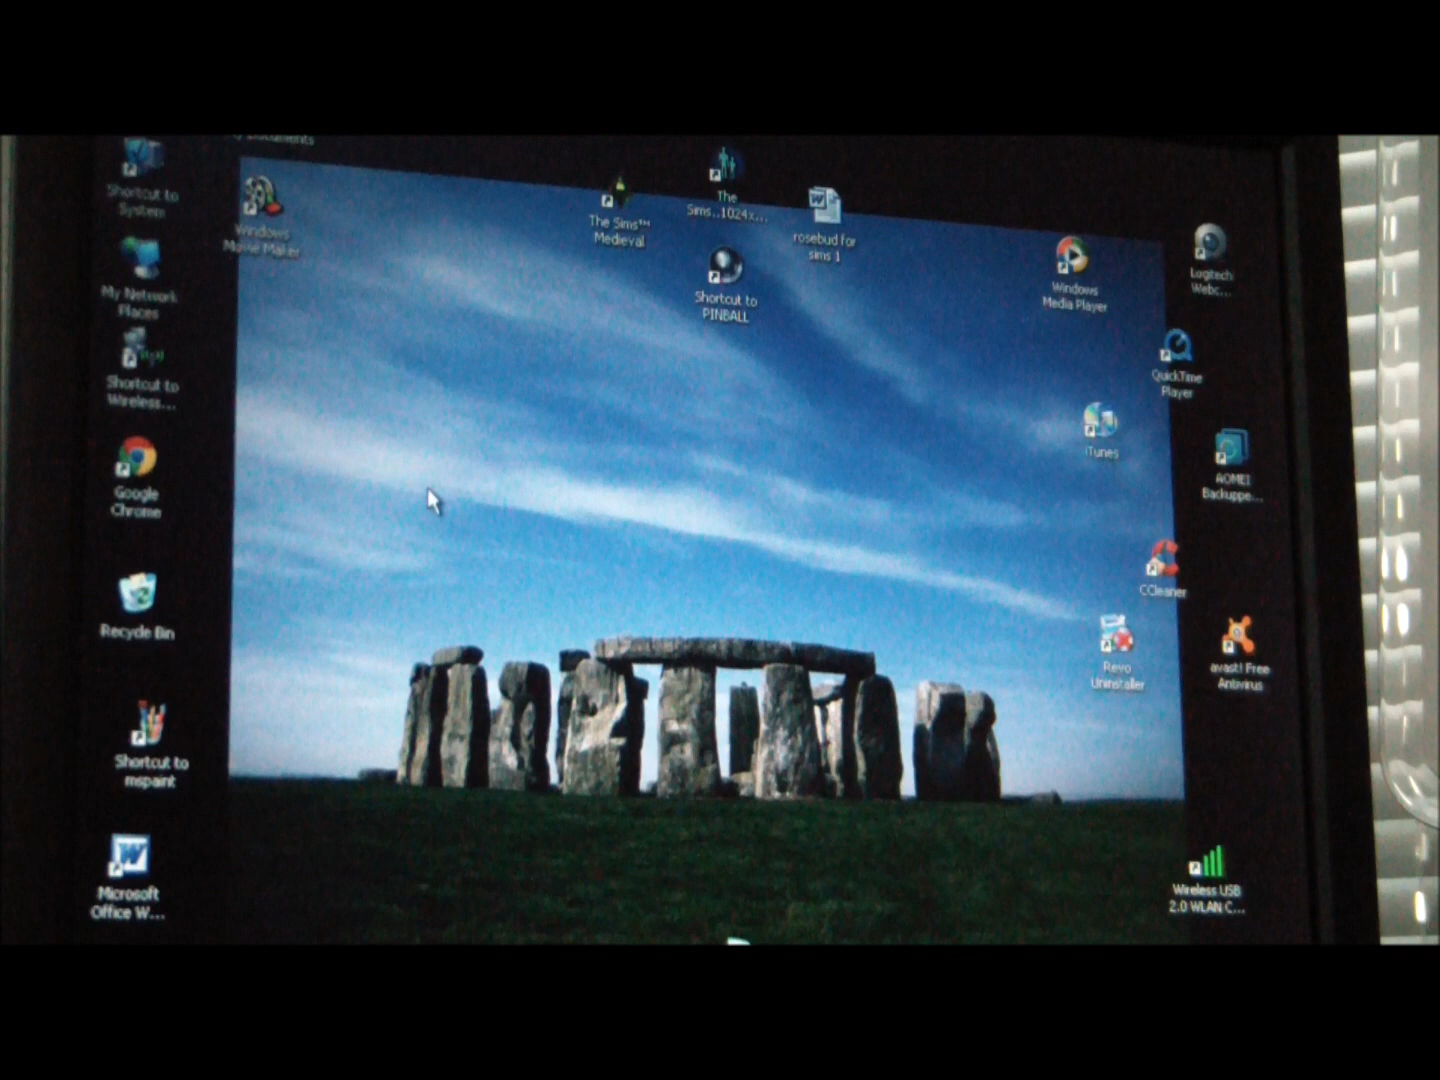 Documents
Shortcut to
System
Windows
Movie Maker
My Network
Places
Shortcut to
Wireless...
Google
Chrome
Recycle Bin
Shortcut to
mspaint
Microsoft
Office W...
The Sims™
Medieval
The
Sims..1024x...
rosebud for
sims 1
Shortcut to
PINBALL
Windows
Media Player
Logitech
Webc...
QuickTime
Player
iTunes
AOMEI
Backuppe...
CCleaner
Revo
Uninstaller
avast! Free
Antivirus
Wireless USB
2.0 WLAN C...